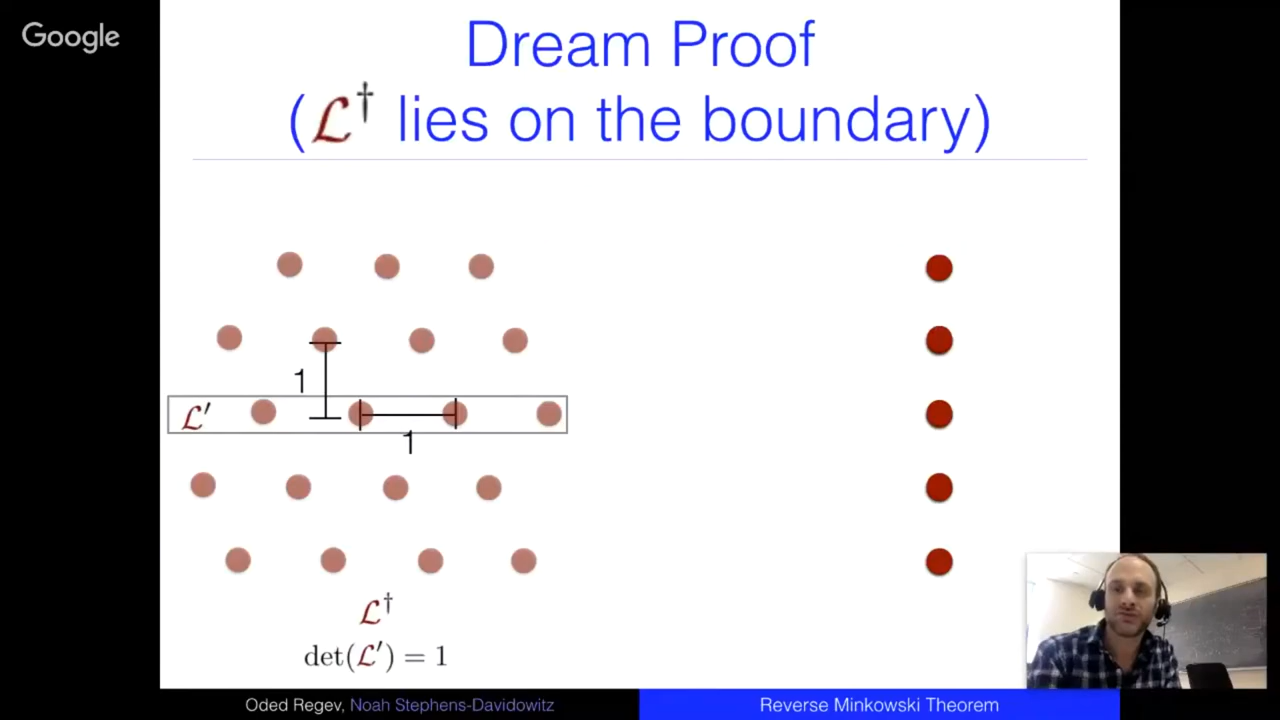 Google
Dream Proof
(ℒ† lies on the boundary)
1
ℒ′
1
ℒ†
det(ℒ′) = 1
Oded Regev, Noah Stephens-Davidowitz
Reverse Minkowski Theorem